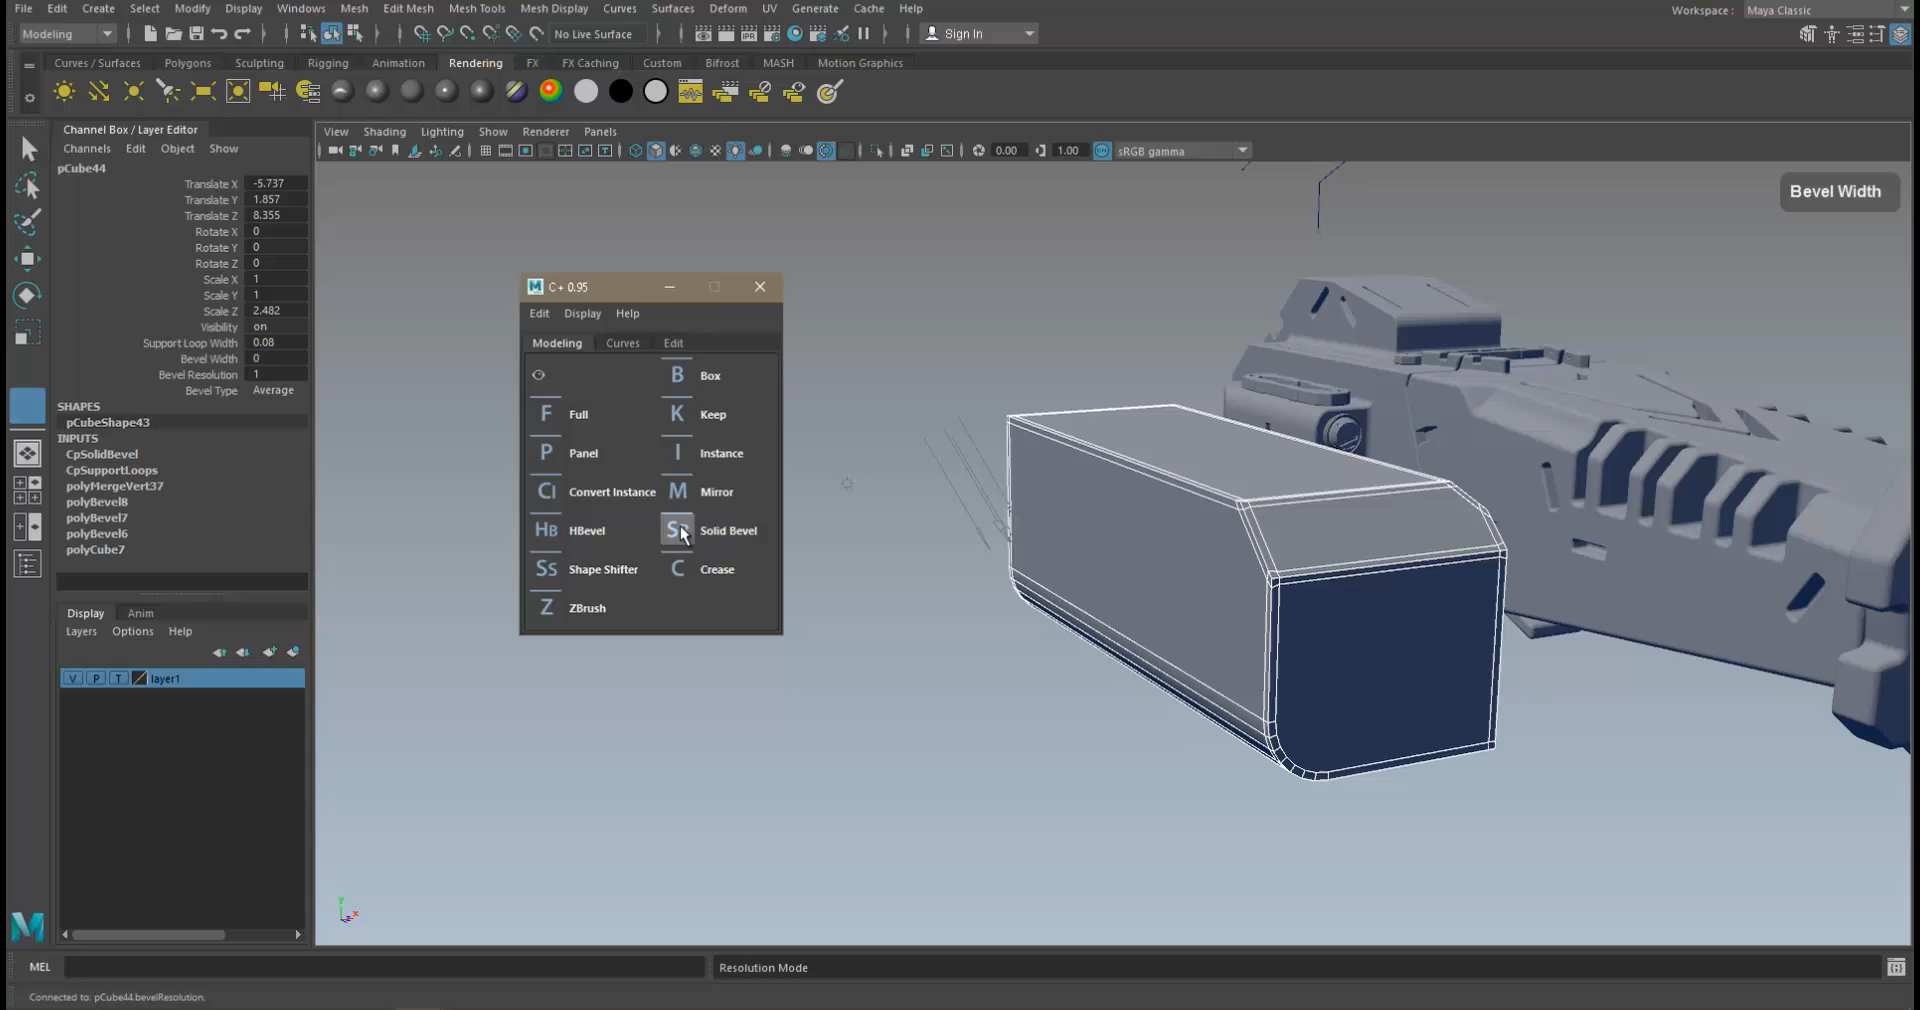 File Edit Create Select Modify Display Windows Mesh Edit Mesh Mesh Tools Mesh Display Curves Surfaces Deform UV Generate Cache Help
Workspace : Maya Classic
Modeling
No Live Surface
Sign In
Curves / Surfaces Polygons Sculpting Rigging Animation Rendering FX FX Caching Custom Bifrost MASH Motion Graphics
Channel Box / Layer Editor
Channels Edit Object Show
pCube44
Translate X -5.737
Translate Y 1.857
Translate Z 8.355
Rotate X 0
Rotate Y 0
Rotate Z 0
Scale X 1
Scale Y 1
Scale Z 2.482
Visibility on
Support Loop Width 0.08
Bevel Width 0
Bevel Resolution 1
Bevel Type Average
SHAPES
pCubeShape43
INPUTS
CpSolidBevel
CpSupportLoops
polyMergeVert37
polyBevel8
polyBevel7
polyBevel6
polyCube7
Display Anim
Layers Options Help
V P T layer1
View Shading Lighting Show Renderer Panels
0.00 1.00 sRGB gamma
Bevel Width
C+ 0.95
Edit Display Help
Modeling Curves Edit
B Box
F Full K Keep
P Panel I Instance
CI Convert Instance M Mirror
HB HBevel Solid Bevel
Ss Shape Shifter C Crease
Z ZBrush
MEL
Resolution Mode
Connected to: pCube44.bevelResolution.